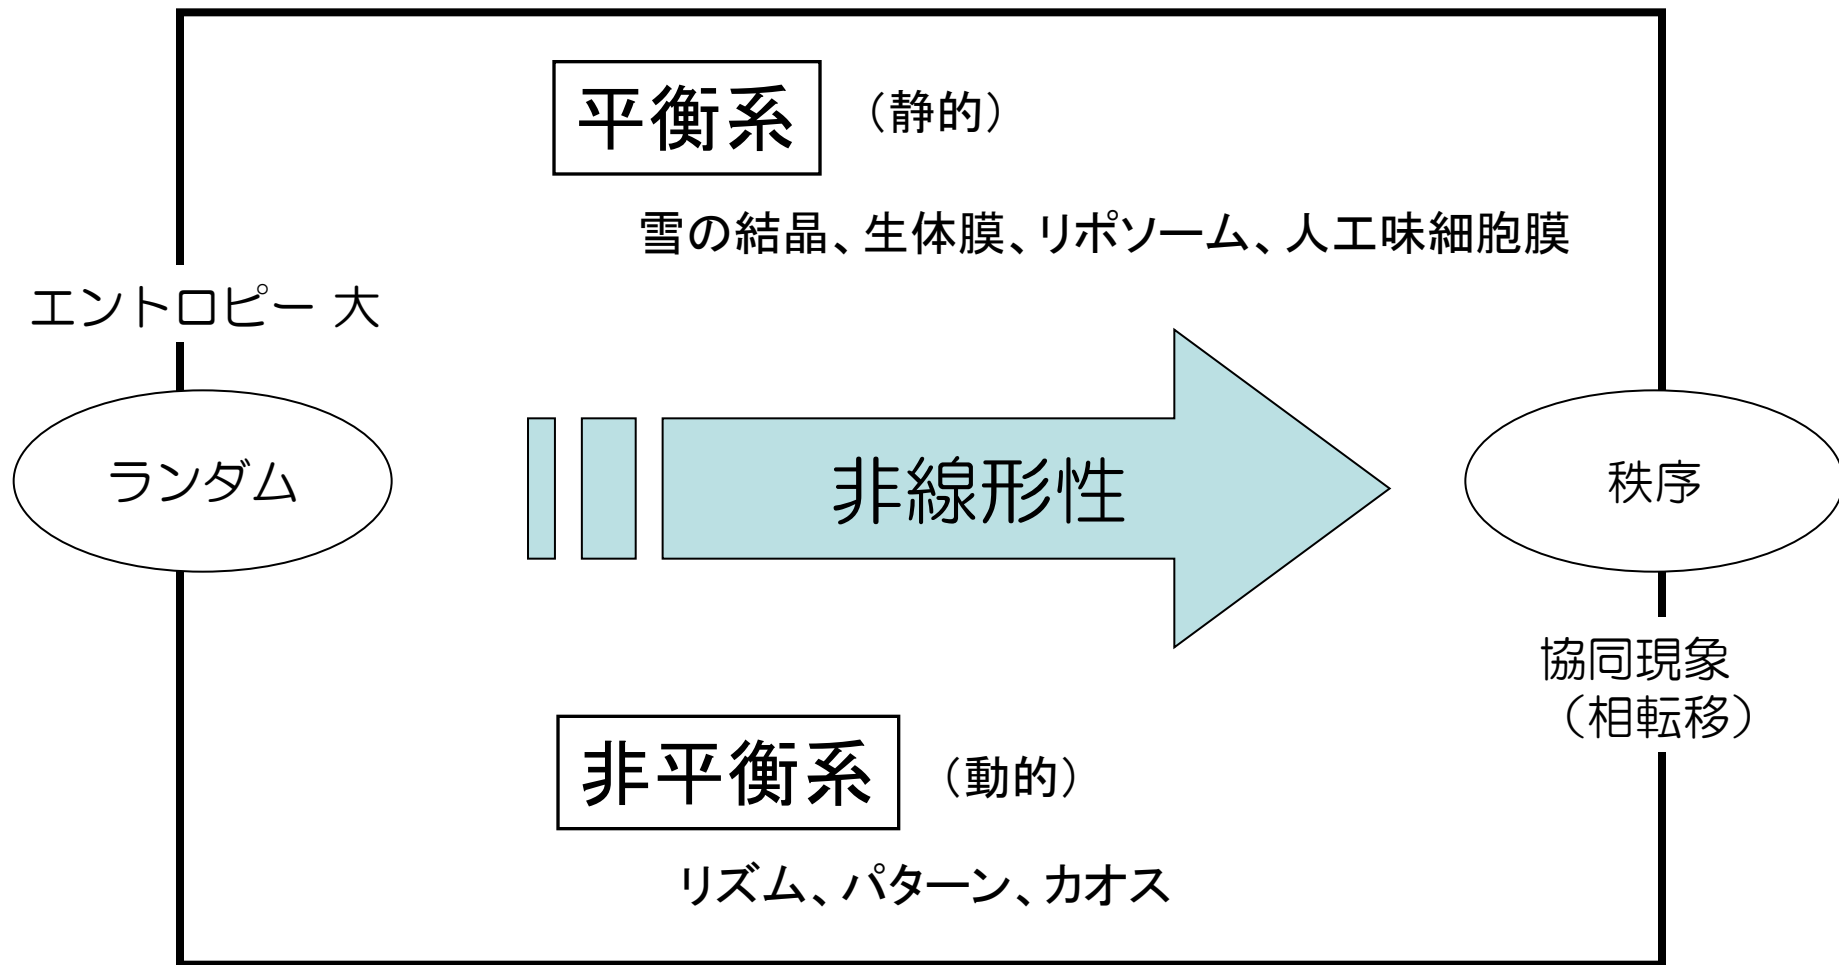 平衡系 （静的）
雪の結晶、生体膜、リポソーム、人工味細胞膜
エントロピー 大
ランダム
非線形性
秩序
協同現象
（相転移）
非平衡系 （動的）
リズム、パターン、カオス